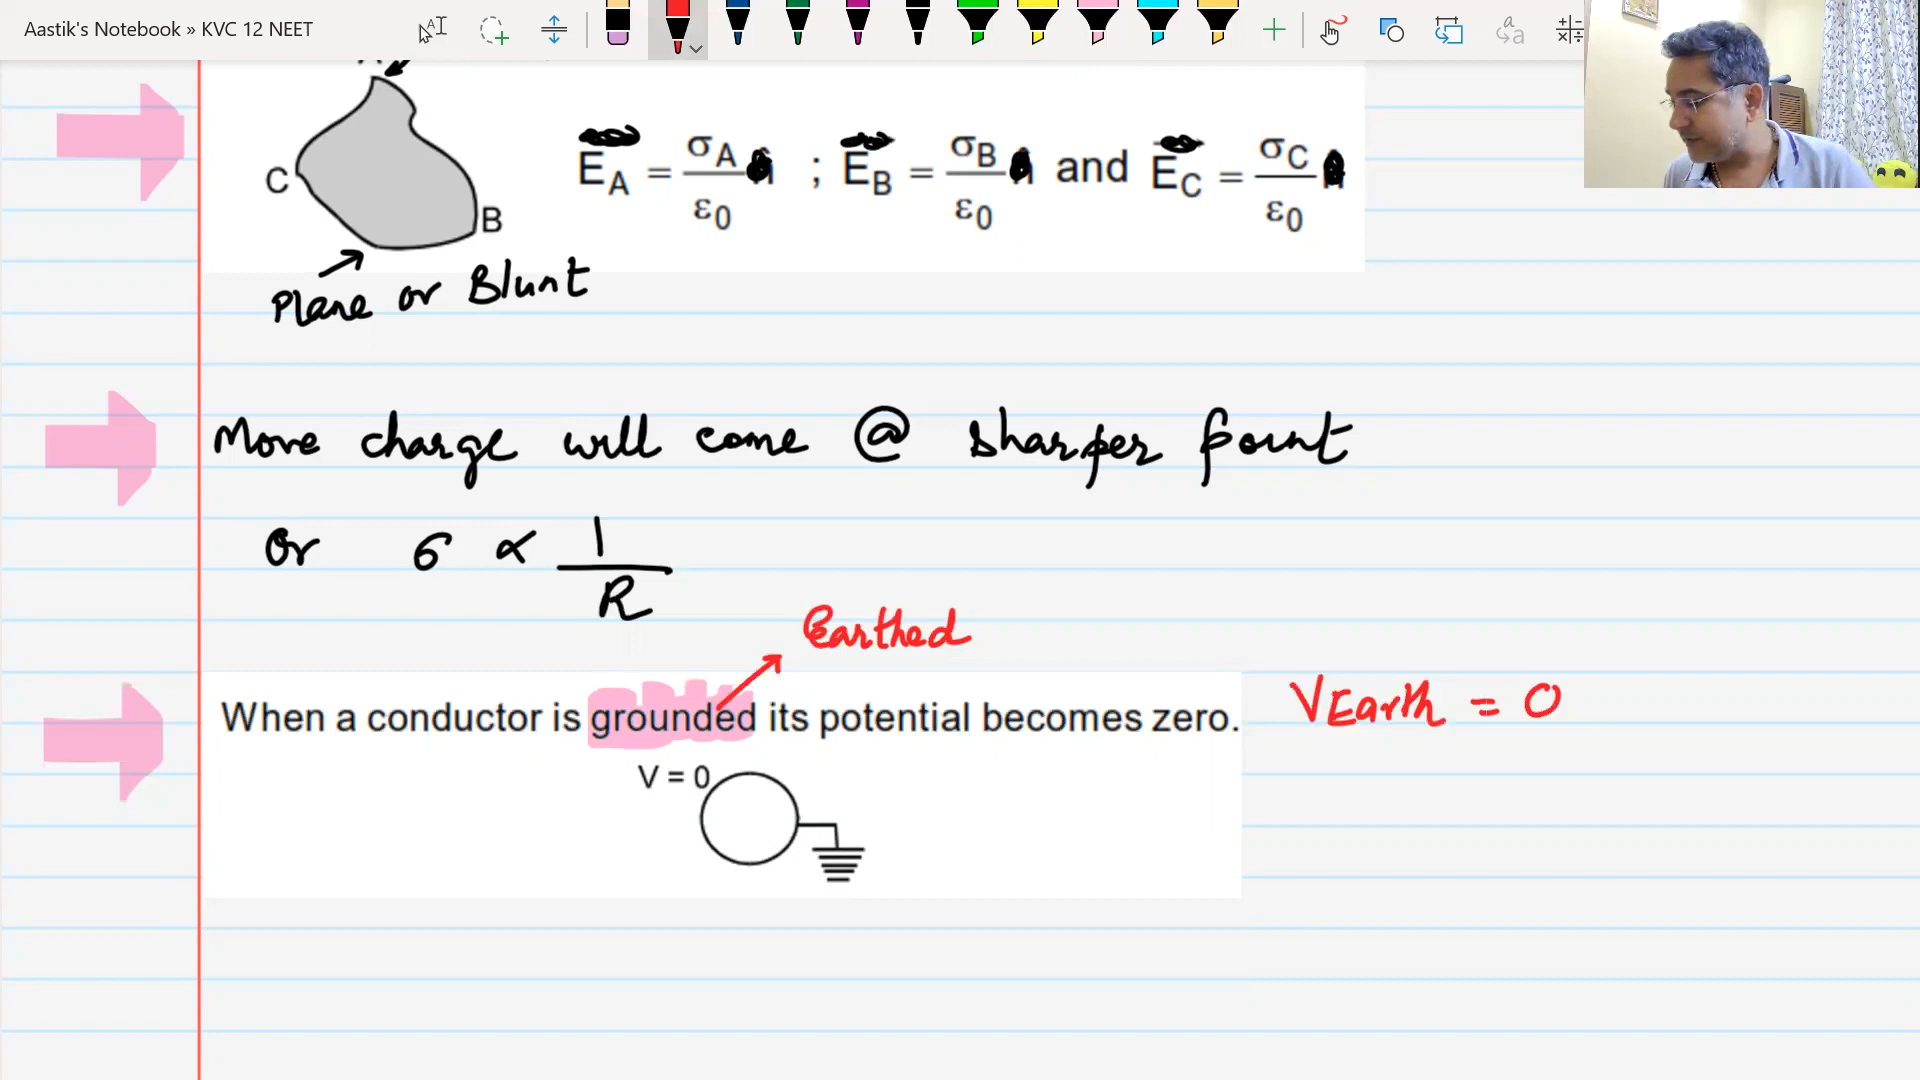 Aastik's Notebook » KVC 12 NEET
C
B
E_A = σ_A / ε₀ ; E_B = σ_B / ε₀ and E_C = σ_C / ε₀
Plane or Blunt
More charge will come @ sharper point
or σ ∝ 1 / R
Earthed
When a conductor is grounded its potential becomes zero.
V_Earth = 0
V = 0